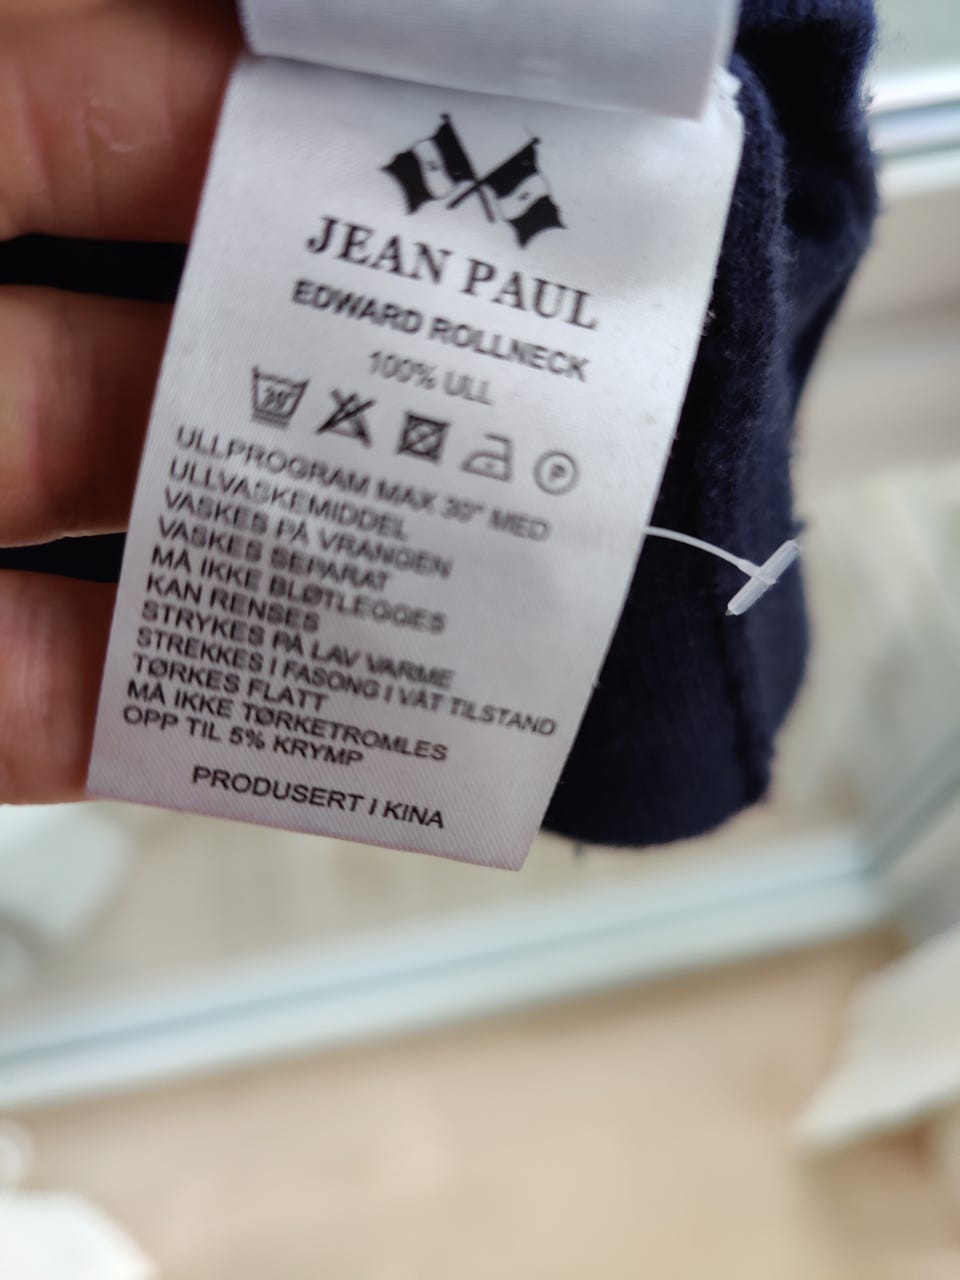 JEAN PAUL
EDWARD ROLLNECK
100% ULL
30° P
ULLPROGRAM MAX 30° MED
ULLVASKEMIDDEL
VASKES PÅ VRANGEN
VASKES SEPARAT
MÅ IKKE BLØTLEGGES
KAN RENSES
STRYKES PÅ LAV VARME
STREKKES I FASONG I VÅT TILSTAND
TØRKES FLATT
MÅ IKKE TØRKETROMLES
OPP TIL 5% KRYMP
PRODUSERT I KINA